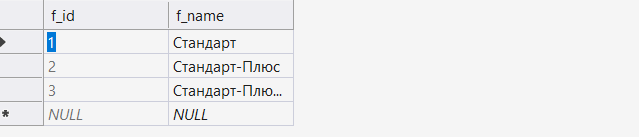 f_id f_name
1 Стандарт
2 Стандарт-Плюс
3 Стандарт-Плю...
* NULL NULL